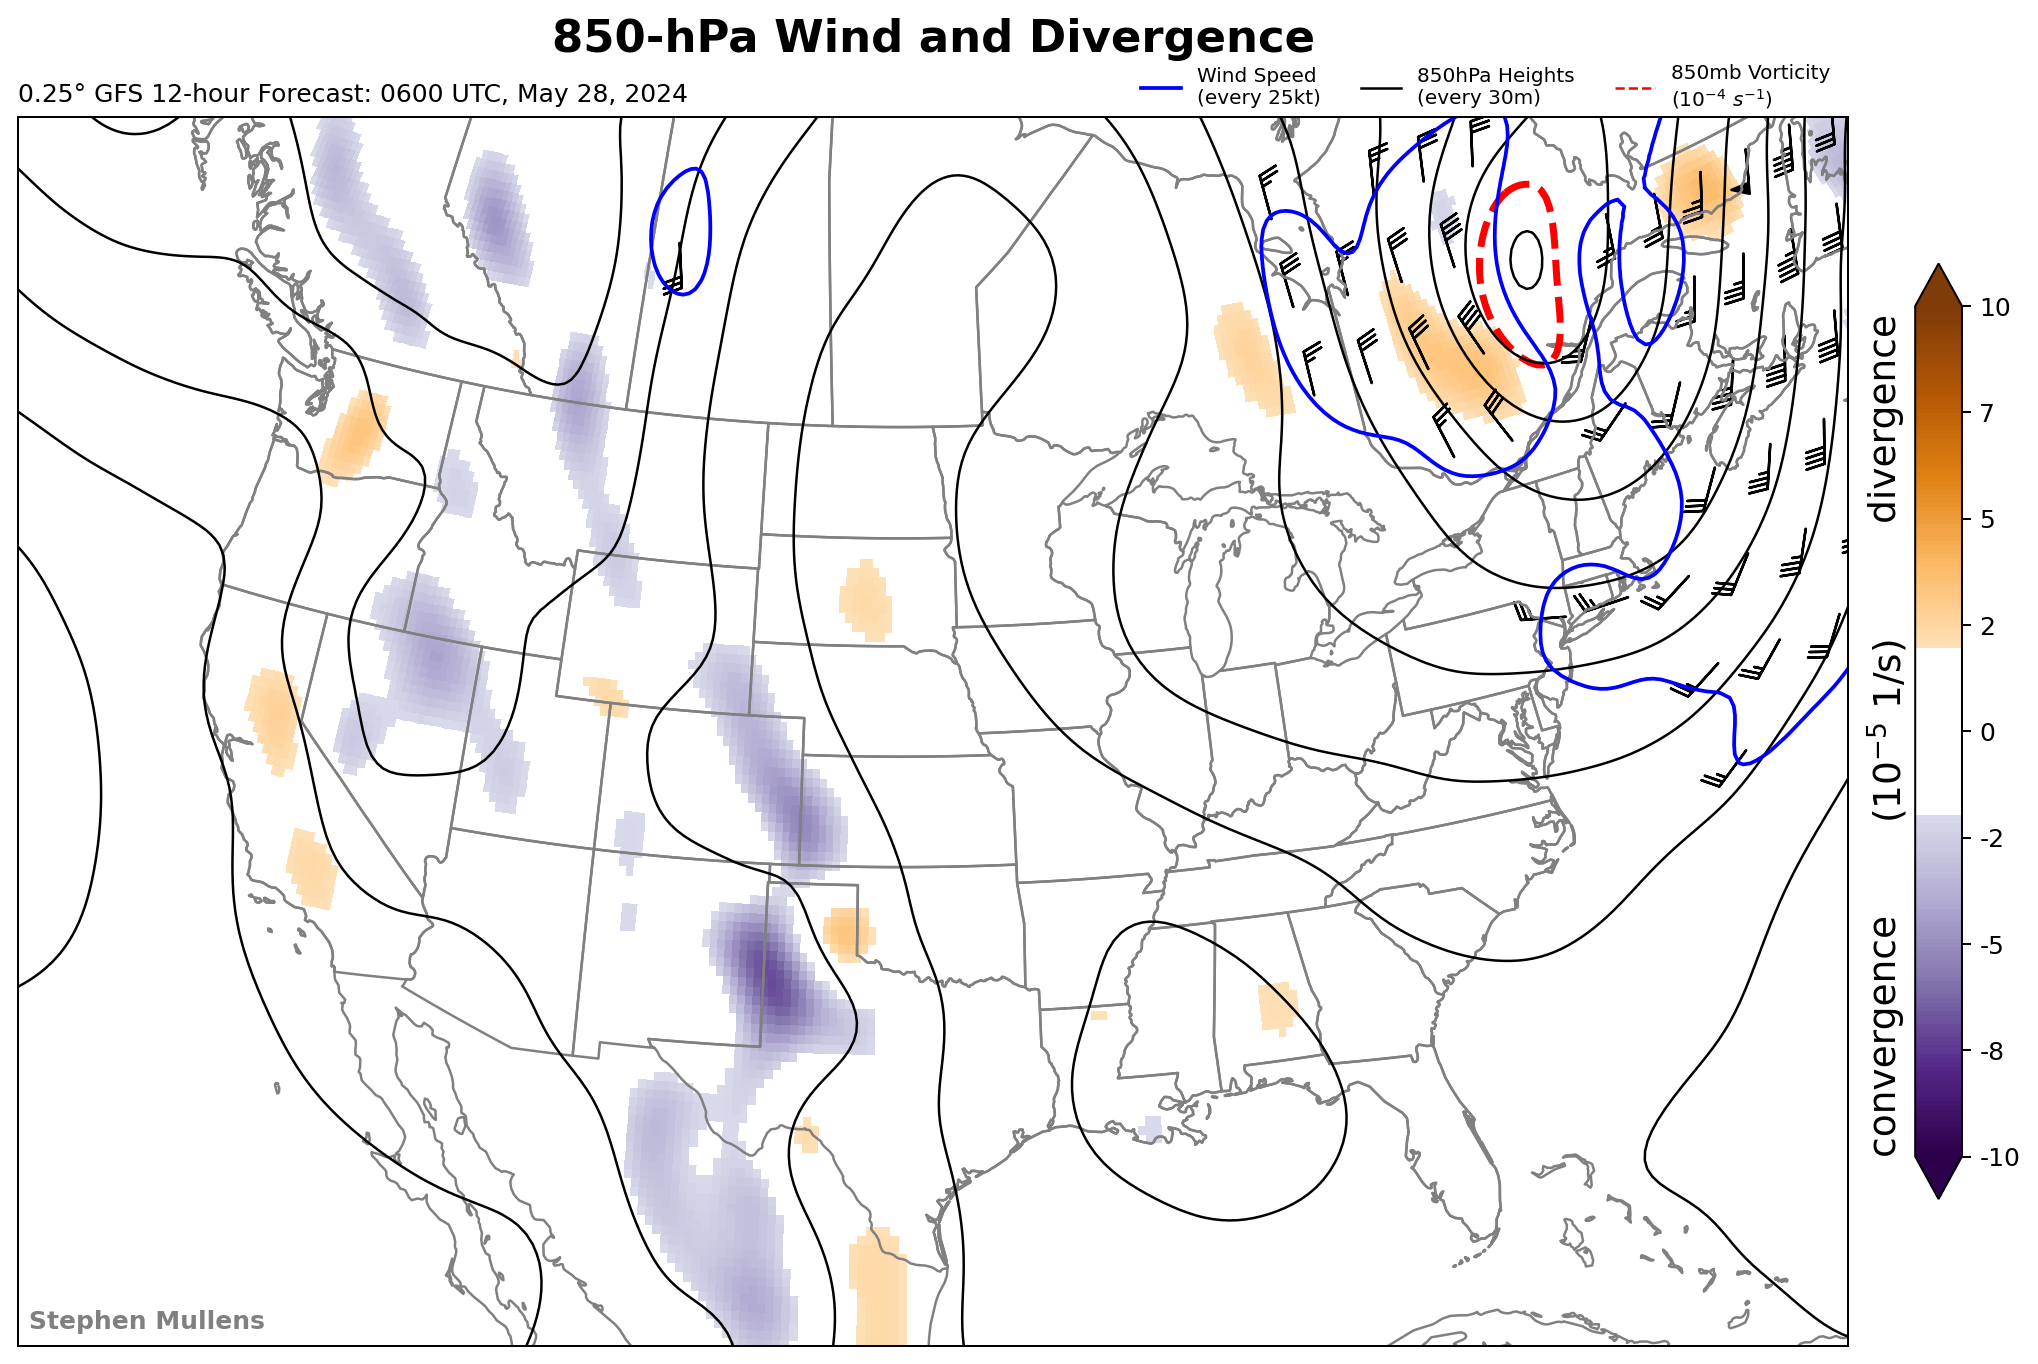 850-hPa Wind and Divergence
0.25° GFS 12-hour Forecast: 0600 UTC, May 28, 2024
Wind Speed
(every 25kt)
850hPa Heights
(every 30m)
850mb Vorticity
(10⁻⁴ s⁻¹)
10
7
5
2
0
-2
-5
-8
-10
convergence (10⁻⁵ 1/s) divergence
Stephen Mullens